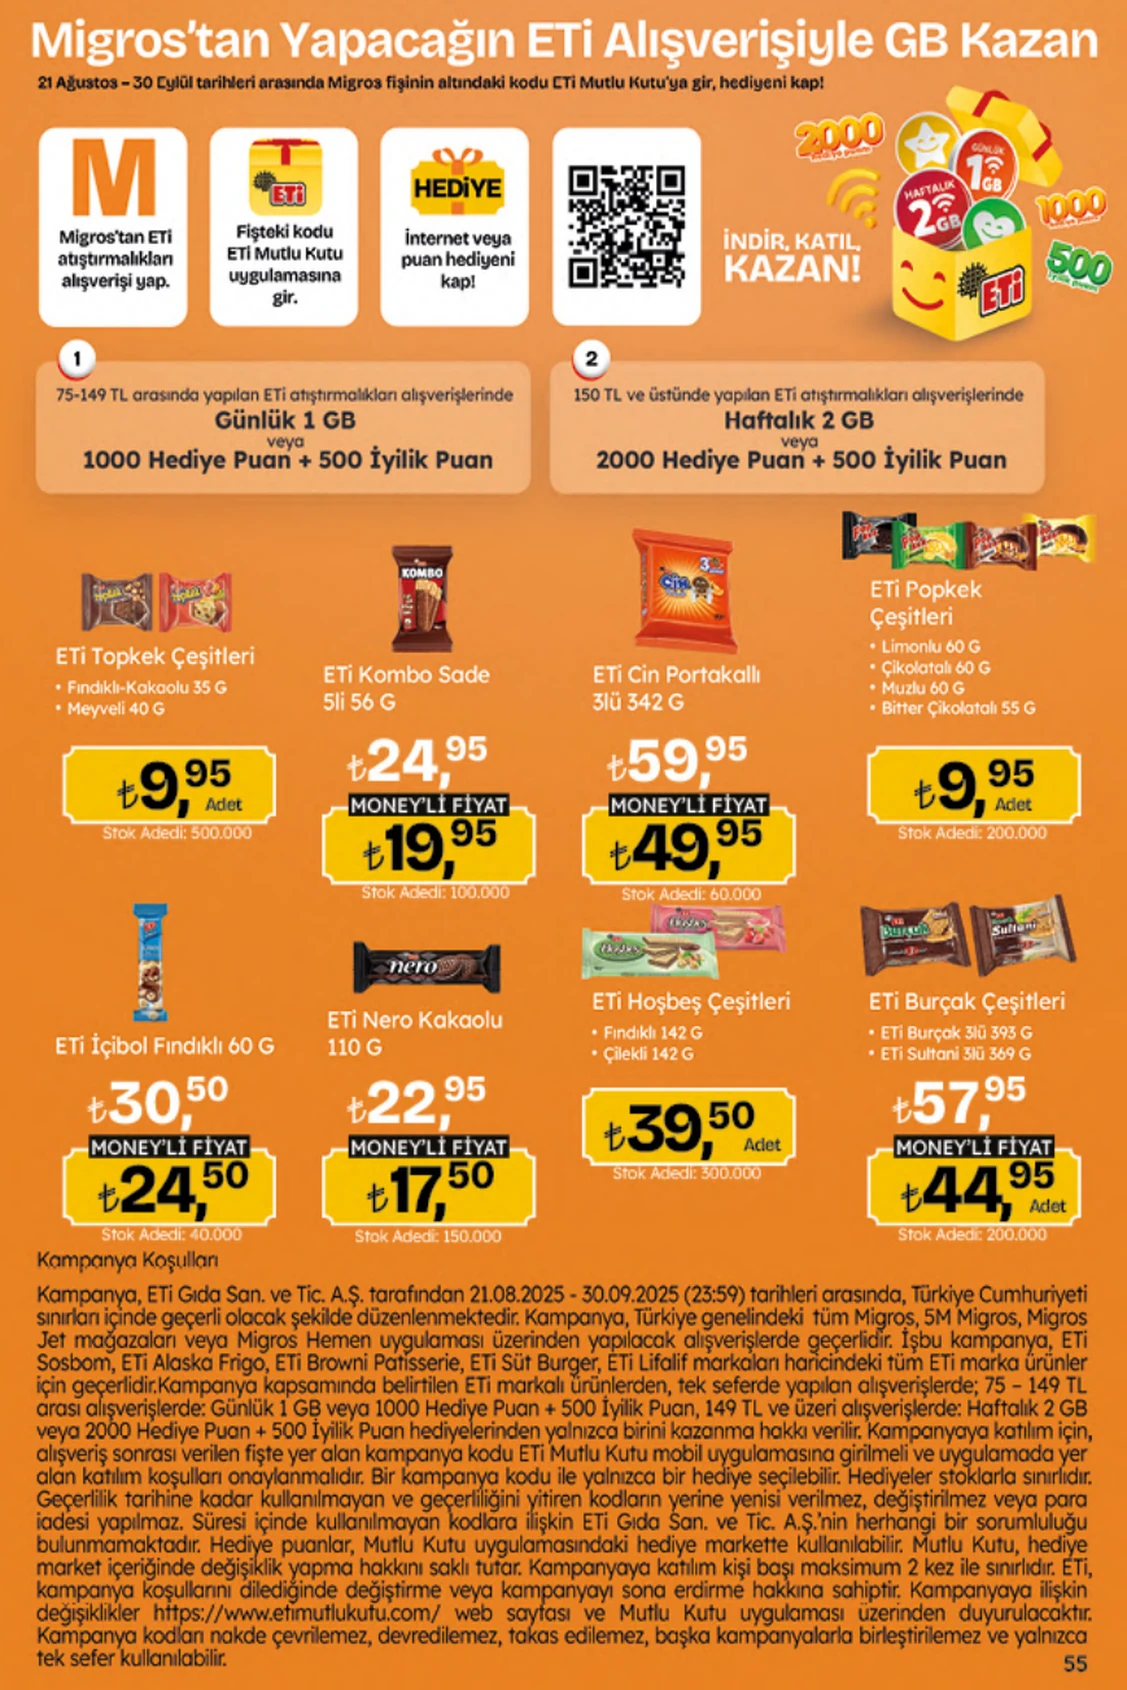 Migros'tan Yapacağın ETİ Alışverişiyle GB Kazan
21 Ağustos – 30 Eylül tarihleri arasında Migros fişinin altındaki kodu ETİ Mutlu Kutu'ya gir, hediyeni kap!
M
Migros'tan ETİ
atıştırmalıkları
alışverişi yap.
ETİ
Fişteki kodu
ETİ Mutlu Kutu
uygulamasına
gir.
HEDİYE
İnternet veya
puan hediyeni
kap!
İNDİR, KATIL,
KAZAN!
2000
GÜNLÜK
1 GB
HAFTALIK
2 GB
1000
500
ETİ
1
75-149 TL arasında yapılan ETİ atıştırmalıkları alışverişlerinde
Günlük 1 GB
veya
1000 Hediye Puan + 500 İyilik Puan
2
150 TL ve üstünde yapılan ETİ atıştırmalıkları alışverişlerinde
Haftalık 2 GB
veya
2000 Hediye Puan + 500 İyilik Puan
ETİ Topkek Çeşitleri
• Fındıklı-Kakaolu 35 G
• Meyveli 40 G
₺9,95
Adet
Stok Adedi: 500.000
KOMBO
ETİ Kombo Sade
5li 56 G
₺24,95
MONEY'Lİ FİYAT
₺19,95
Stok Adedi: 100.000
Cin
ETİ Cin Portakallı
3lü 342 G
₺59,95
MONEY'Lİ FİYAT
₺49,95
Stok Adedi: 60.000
ETİ Popkek
Çeşitleri
• Limonlu 60 G
• Çikolatalı 60 G
• Muzlu 60 G
• Bitter Çikolatalı 55 G
₺9,95
Adet
Stok Adedi: 200.000
ETİ İçibol Fındıklı 60 G
₺30,50
MONEY'Lİ FİYAT
₺24,50
Stok Adedi: 40.000
nero
ETİ Nero Kakaolu
110 G
₺22,95
MONEY'Lİ FİYAT
₺17,50
Stok Adedi: 150.000
Hoşbeş
Hoşbeş
ETİ Hoşbeş Çeşitleri
• Fındıklı 142 G
• Çilekli 142 G
₺39,50
Adet
Stok Adedi: 300.000
Burçak
Sultani
ETİ Burçak Çeşitleri
• ETİ Burçak 3lü 393 G
• ETİ Sultani 3lü 369 G
₺57,95
MONEY'Lİ FİYAT
₺44,95
Adet
Stok Adedi: 200.000
Kampanya Koşulları
Kampanya, ETİ Gıda San. ve Tic. A.Ş. tarafından 21.08.2025 - 30.09.2025 (23:59) tarihleri arasında, Türkiye Cumhuriyeti
sınırları içinde geçerli olacak şekilde düzenlenmektedir. Kampanya, Türkiye genelindeki tüm Migros, 5M Migros, Migros
Jet mağazaları veya Migros Hemen uygulaması üzerinden yapılacak alışverişlerde geçerlidir. İşbu kampanya, ETİ
Sosbom, ETİ Alaska Frigo, ETİ Browni Patisserie, ETİ Süt Burger, ETİ Lifalif markaları haricindeki tüm ETİ marka ürünler
için geçerlidir.Kampanya kapsamında belirtilen ETİ markalı ürünlerden, tek seferde yapılan alışverişlerde; 75 – 149 TL
arası alışverişlerde: Günlük 1 GB veya 1000 Hediye Puan + 500 İyilik Puan, 149 TL ve üzeri alışverişlerde: Haftalık 2 GB
veya 2000 Hediye Puan + 500 İyilik Puan hediyelerinden yalnızca birini kazanma hakkı verilir. Kampanyaya katılım için,
alışveriş sonrası verilen fişte yer alan kampanya kodu ETİ Mutlu Kutu mobil uygulamasına girilmeli ve uygulamada yer
alan katılım koşulları onaylanmalıdır. Bir kampanya kodu ile yalnızca bir hediye seçilebilir. Hediyeler stoklarla sınırlıdır.
Geçerlilik tarihine kadar kullanılmayan ve geçerliliğini yitiren kodların yerine yenisi verilmez, değiştirilmez veya para
iadesi yapılmaz. Süresi içinde kullanılmayan kodlara ilişkin ETİ Gıda San. ve Tic. A.Ş.'nin herhangi bir sorumluluğu
bulunmamaktadır. Hediye puanlar, Mutlu Kutu uygulamasındaki hediye markette kullanılabilir. Mutlu Kutu, hediye
market içeriğinde değişiklik yapma hakkını saklı tutar. Kampanyaya katılım kişi başı maksimum 2 kez ile sınırlıdır. ETİ,
kampanya koşullarını dilediğinde değiştirme veya kampanyayı sona erdirme hakkına sahiptir. Kampanyaya ilişkin
değişiklikler https://www.etimutlukutu.com/ web sayfası ve Mutlu Kutu uygulaması üzerinden duyurulacaktır.
Kampanya kodları nakde çevrilemez, devredilemez, takas edilemez, başka kampanyalarla birleştirilemez ve yalnızca
tek sefer kullanılabilir.
55